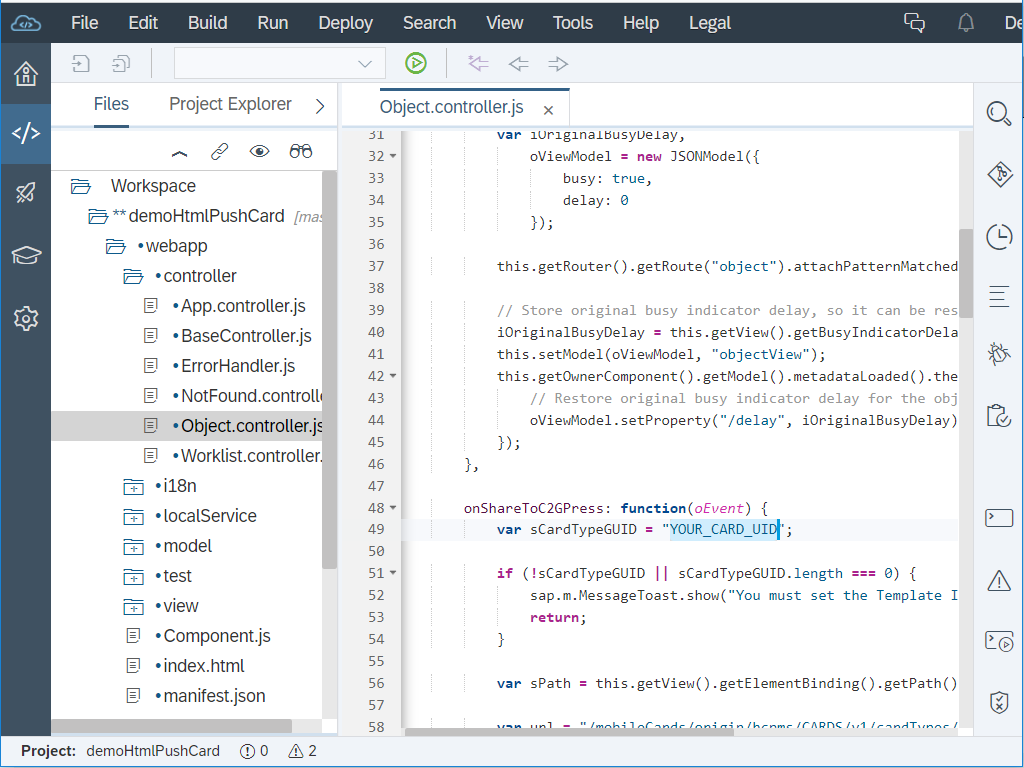 File Edit Build Run Deploy Search View Tools Help Legal De
Files Project Explorer
Object.controller.js ×
Workspace
**demoHtmlPushCard [mas
•webapp
•controller
•App.controller.js
•BaseController.js
•ErrorHandler.js
•NotFound.controlle
•Object.controller.js
•Worklist.controller.
•i18n
•localService
•model
•test
•view
•Component.js
•index.html
•manifest.json
31 var iOriginalBusyDelay,
32 oViewModel = new JSONModel({
33 busy: true,
34 delay: 0
35 });
36
37 this.getRouter().getRoute("object").attachPatternMatched
38
39 // Store original busy indicator delay, so it can be res
40 iOriginalBusyDelay = this.getView().getBusyIndicatorDela
41 this.setModel(oViewModel, "objectView");
42 this.getOwnerComponent().getModel().metadataLoaded().the
43 // Restore original busy indicator delay for the obj
44 oViewModel.setProperty("/delay", iOriginalBusyDelay)
45 });
46 },
47
48 onShareToC2GPress: function(oEvent) {
49 var sCardTypeGUID = "YOUR_CARD_UID";
50
51 if (!sCardTypeGUID || sCardTypeGUID.length === 0) {
52 sap.m.MessageToast.show("You must set the Template I
53 return;
54 }
55
56 var sPath = this.getView().getElementBinding().getPath()
57
58 var url = "/mobileCards/origin/hcpms/CARDS/v1/cardTypes/
Project: demoHtmlPushCard 0 2